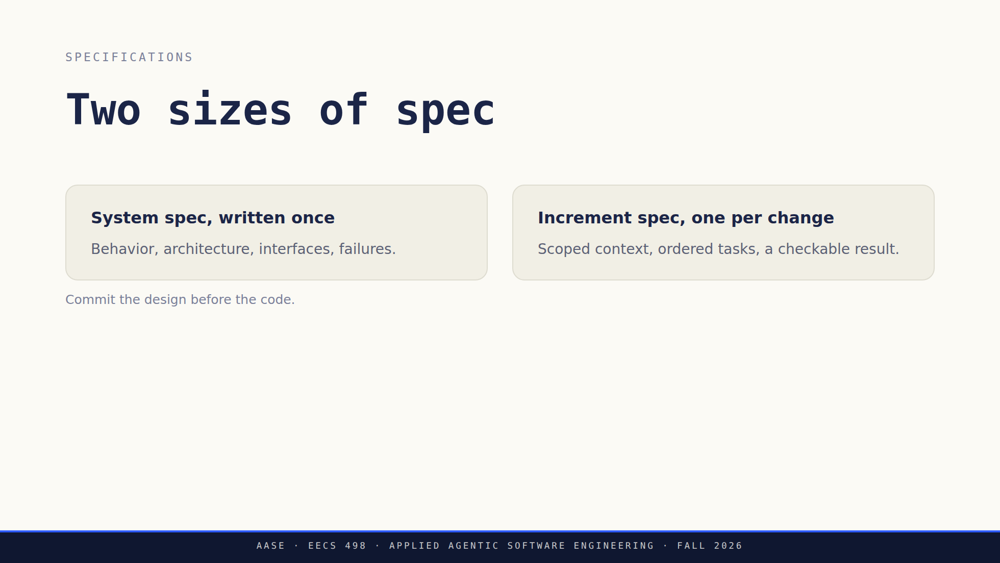 SPECIFICATIONS
Two sizes of spec
System spec, written once
Behavior, architecture, interfaces, failures.
Increment spec, one per change
Scoped context, ordered tasks, a checkable result.
Commit the design before the code.
AASE · EECS 498 · APPLIED AGENTIC SOFTWARE ENGINEERING · FALL 2026